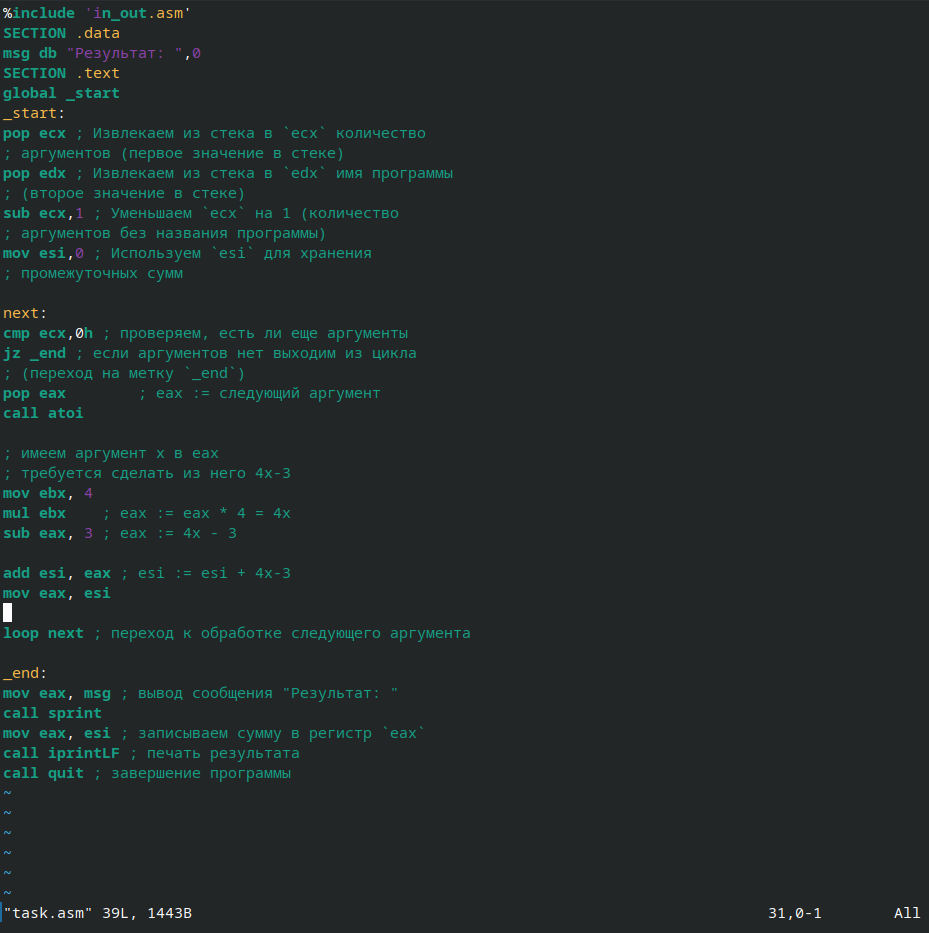 %include 'in_out.asm'
SECTION .data
msg db "Результат: ",0
SECTION .text
global _start
_start:
pop ecx ; Извлекаем из стека в `ecx` количество
; аргументов (первое значение в стеке)
pop edx ; Извлекаем из стека в `edx` имя программы
; (второе значение в стеке)
sub ecx,1 ; Уменьшаем `ecx` на 1 (количество
; аргументов без названия программы)
mov esi,0 ; Используем `esi` для хранения
; промежуточных сумм
next:
cmp ecx,0h ; проверяем, есть ли еще аргументы
jz _end ; если аргументов нет выходим из цикла
; (переход на метку `_end`)
pop eax        ; eax := следующий аргумент
call atoi
; имеем аргумент x в eax
; требуется сделать из него 4x-3
mov ebx, 4
mul ebx    ; eax := eax * 4 = 4x
sub eax, 3 ; eax := 4x - 3
add esi, eax ; esi := esi + 4x-3
mov eax, esi
loop next ; переход к обработке следующего аргумента
_end:
mov eax, msg ; вывод сообщения "Результат: "
call sprint
mov eax, esi ; записываем сумму в регистр `eax`
call iprintLF ; печать результата
call quit ; завершение программы
~
~
~
~
~
~
"task.asm" 39L, 1443B 31,0-1 All